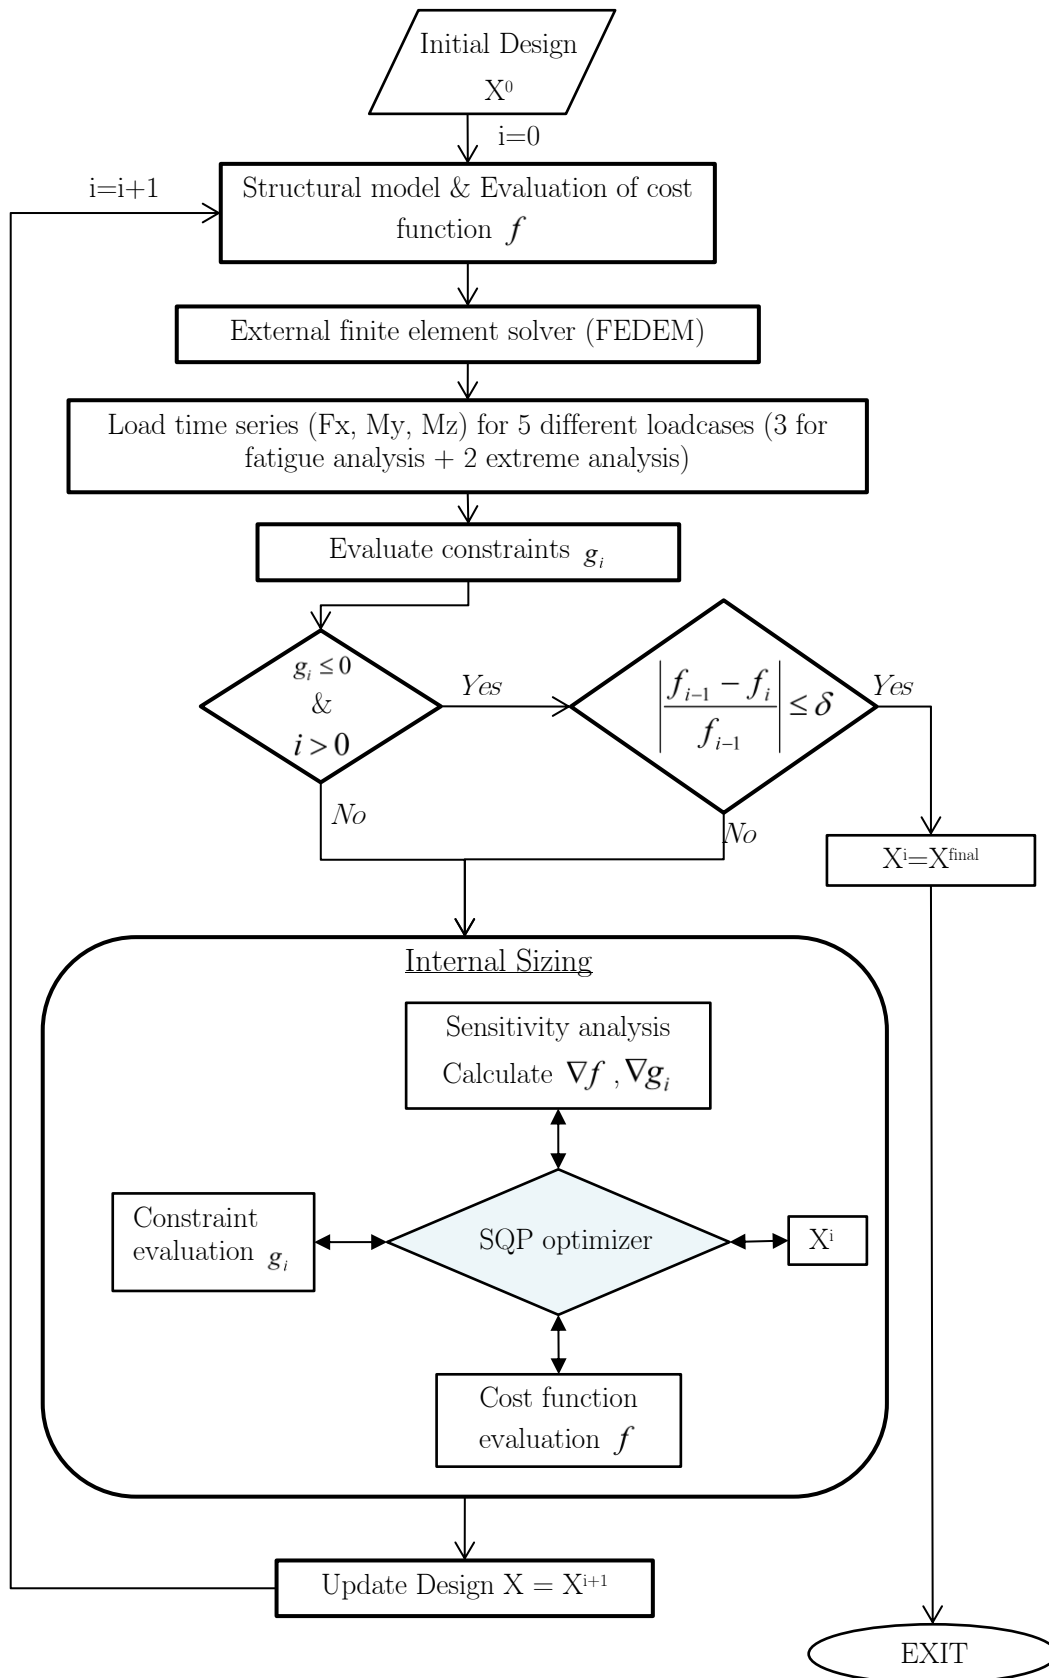 Initial Design
X⁰
i=0
i=i+1
Structural model & Evaluation of cost
function f
External finite element solver (FEDEM)
Load time series (Fx, My, Mz) for 5 different loadcases (3 for
fatigue analysis + 2 extreme analysis)
Evaluate constraints gᵢ
gᵢ ≤ 0
&
i > 0
Yes
|(fᵢ₋₁ − fᵢ)/fᵢ₋₁| ≤ δ
Yes
No
No
Xⁱ=X^final
Internal Sizing
Sensitivity analysis
Calculate ∇f , ∇gᵢ
Constraint
evaluation gᵢ
SQP optimizer
Xⁱ
Cost function
evaluation f
Update Design X = Xⁱ⁺¹
EXIT